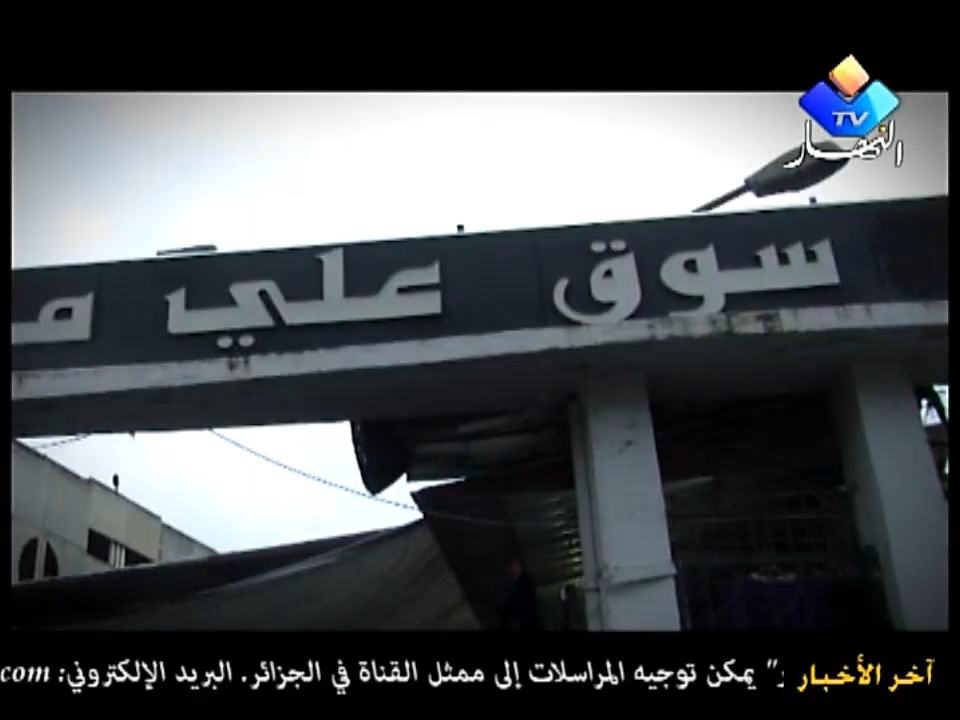 TV
النهار
سوق علي
آخر الأخبار
" يمكن توجيه المراسلات إلى ممثل القناة في الجزائر. البريد الإلكتروني: .com